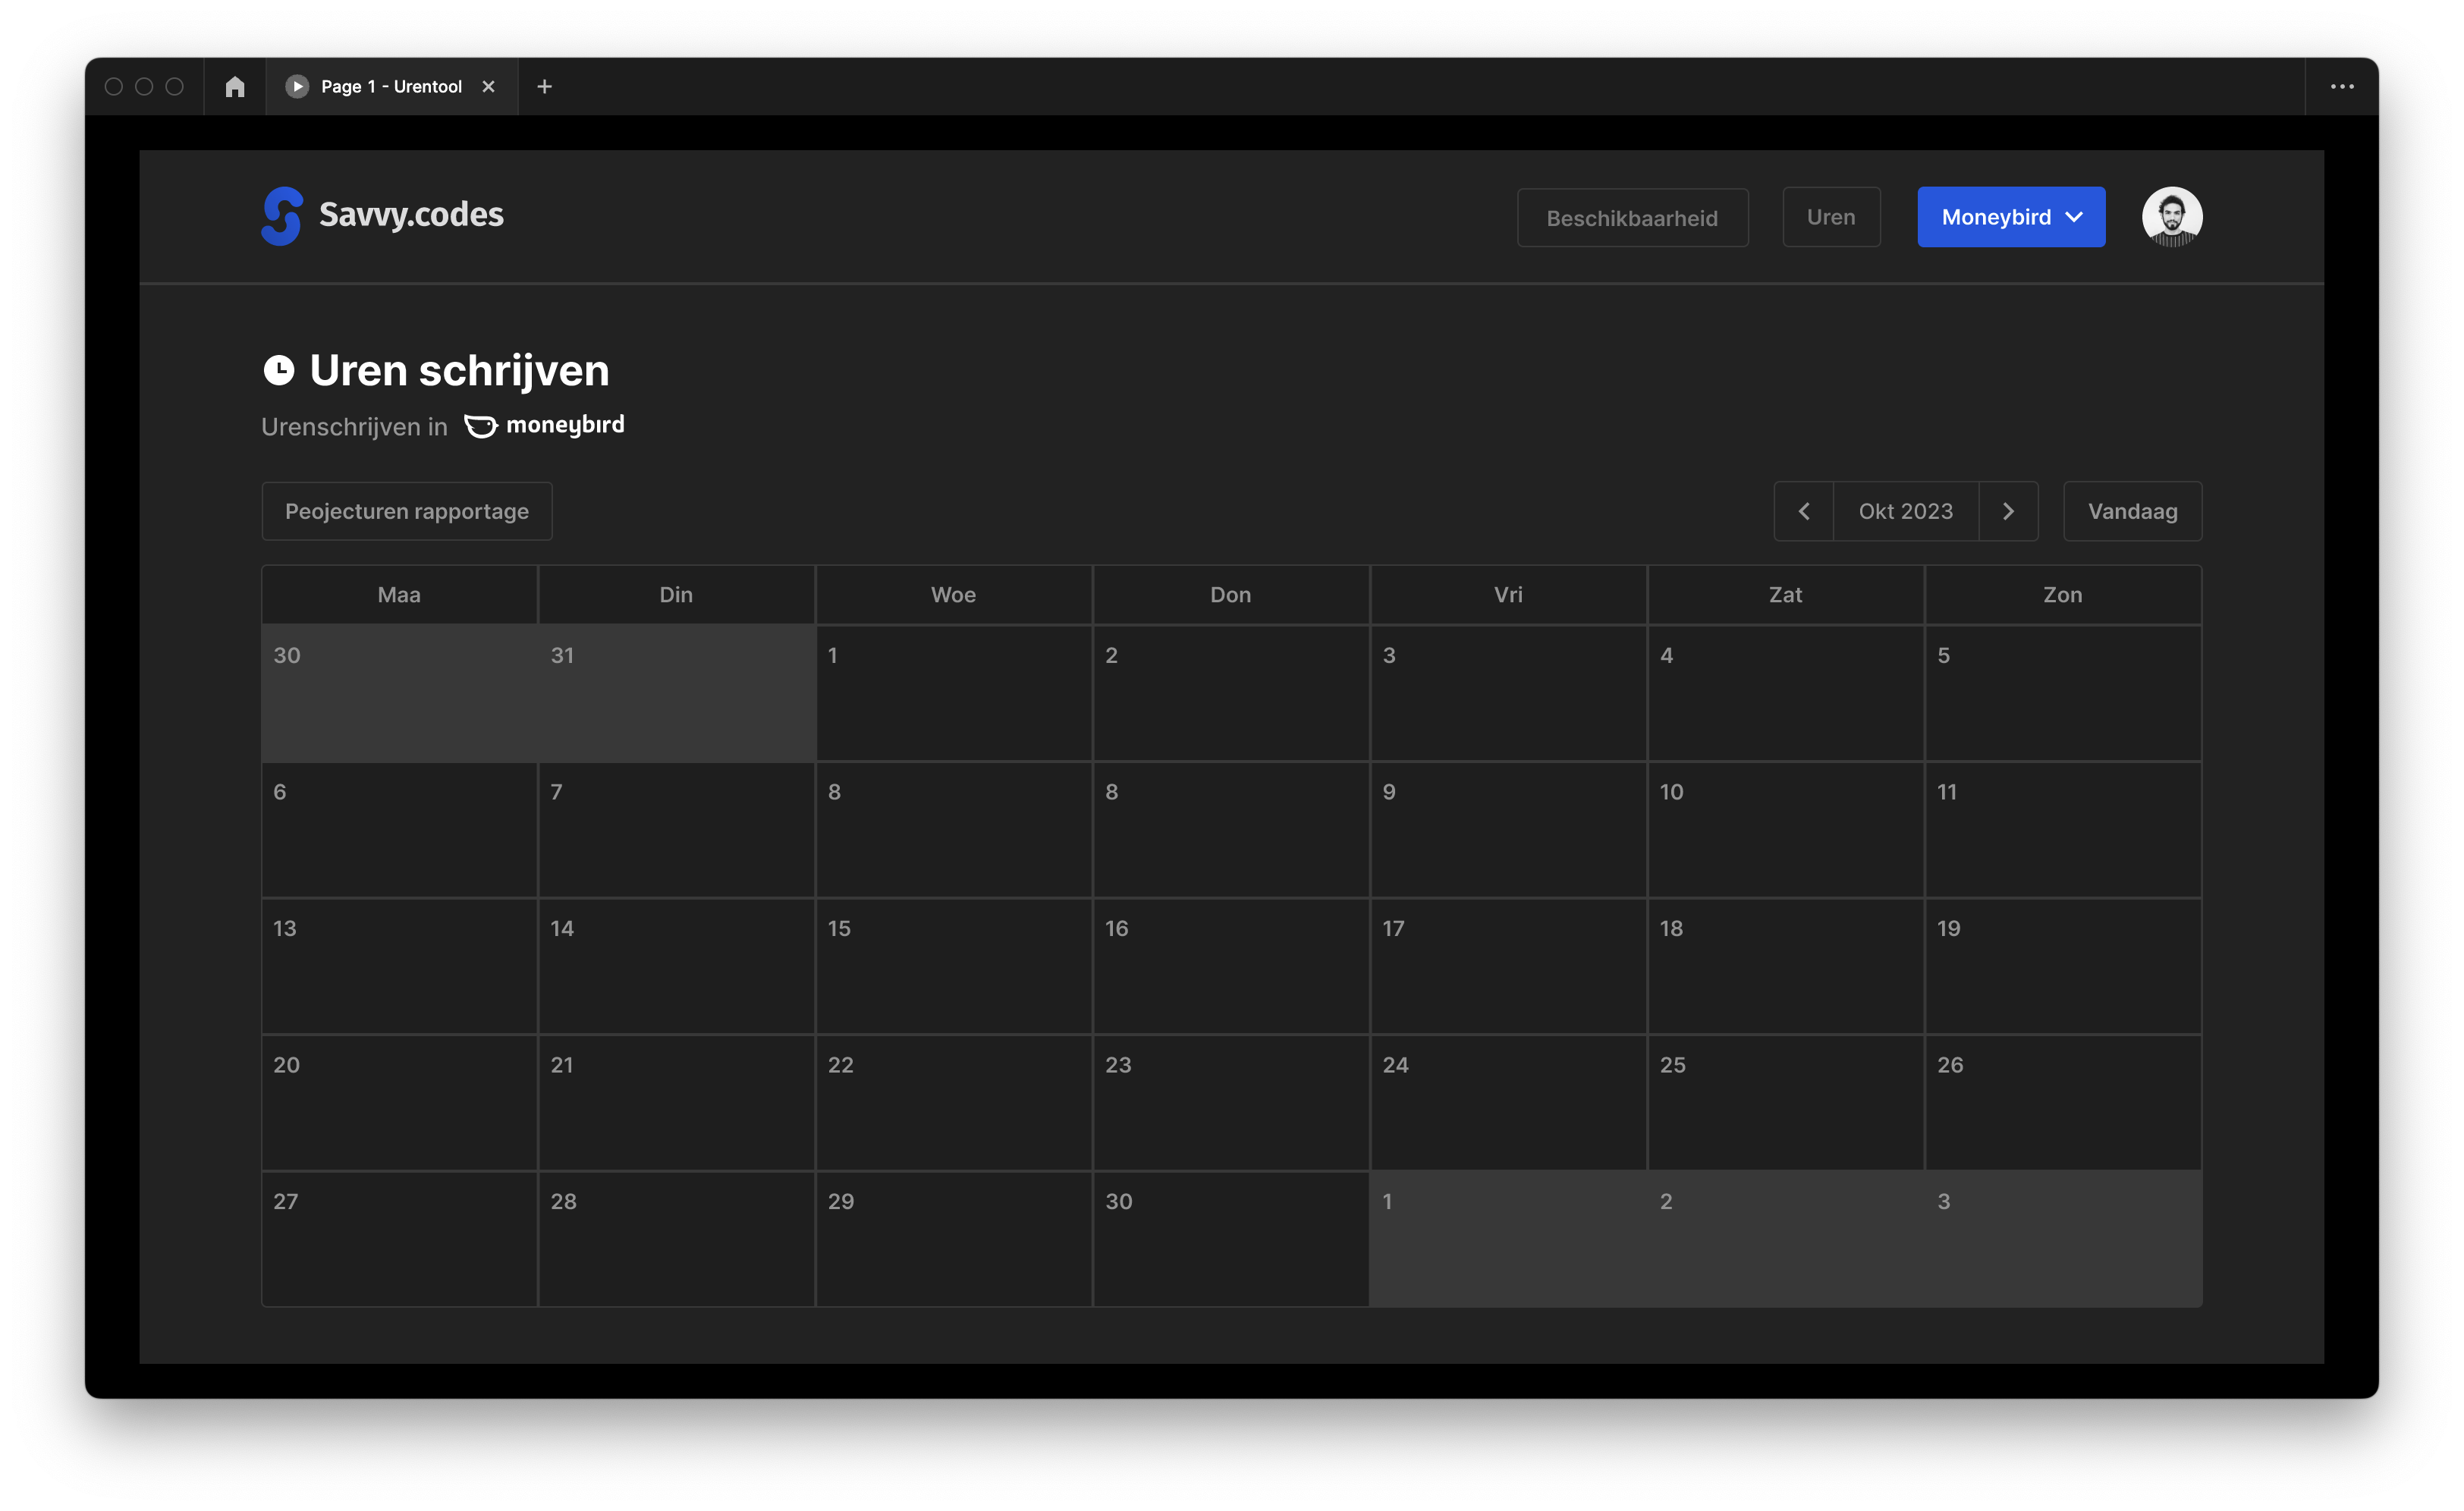 Page 1 - Urentool
Savvy.codes
Beschikbaarheid
Uren
Moneybird
Uren schrijven
Urenschrijven in moneybird
Peojecturen rapportage
Okt 2023
Vandaag
Maa Din Woe Don Vri Zat Zon
30 31 1 2 3 4 5
6 7 8 8 9 10 11
13 14 15 16 17 18 19
20 21 22 23 24 25 26
27 28 29 30 1 2 3